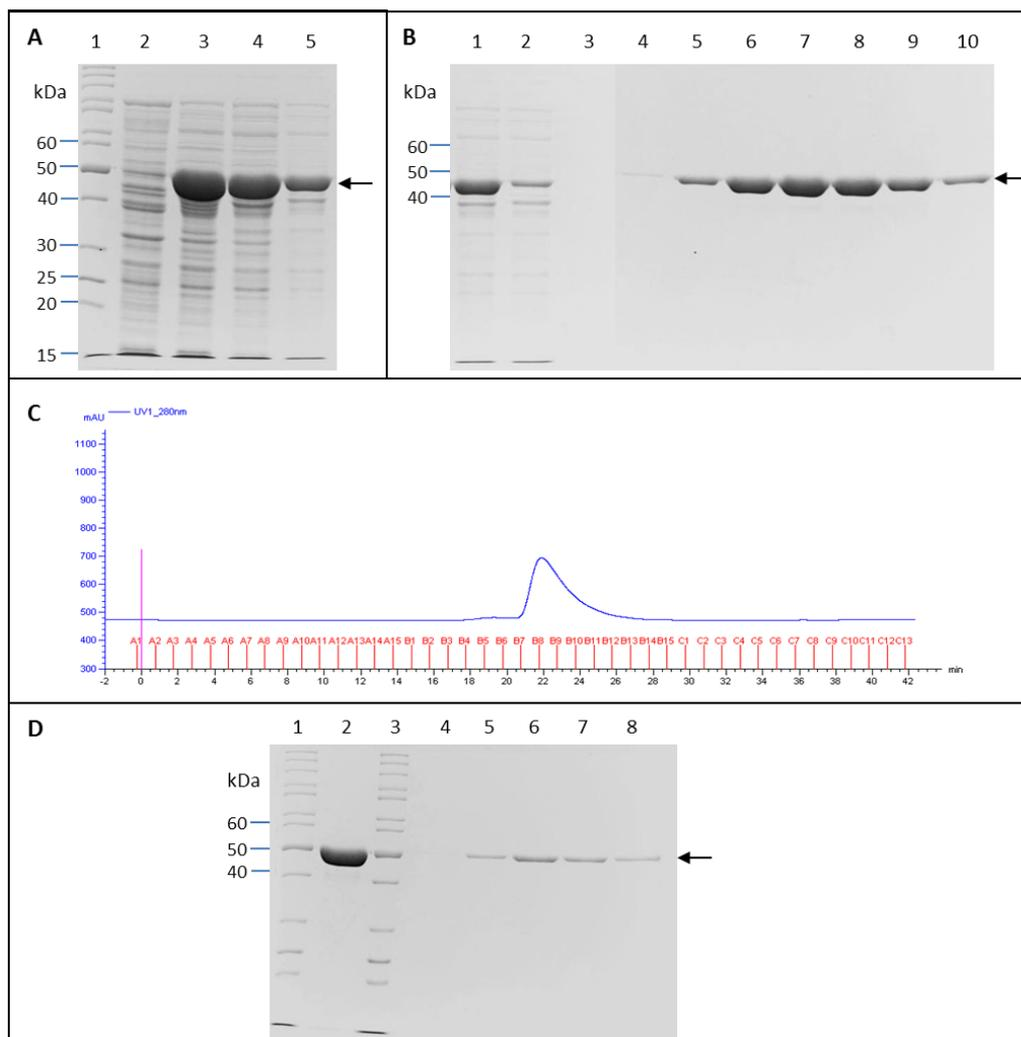 A 1 2 3 4 5
kDa
60
50
40
30
25
20
15
B 1 2 3 4 5 6 7 8 9 10
kDa
60
50
40
C
mAU
UV1_280nm
1100
1000
900
800
700
600
500
400
300
A1 A2 A3 A4 A5 A6 A7 A8 A9 A10 A11 A12 A13 A14 A15 B1 B2 B3 B4 B5 B6 B7 B8 B9 B10 B11 B12 B13 B14 B15 C1 C2 C3 C4 C5 C6 C7 C8 C9 C10 C11 C12 C13
-2 0 2 4 6 8 10 12 14 16 18 20 22 24 26 28 30 32 34 36 38 40 42 min
D 1 2 3 4 5 6 7 8
kDa
60
50
40